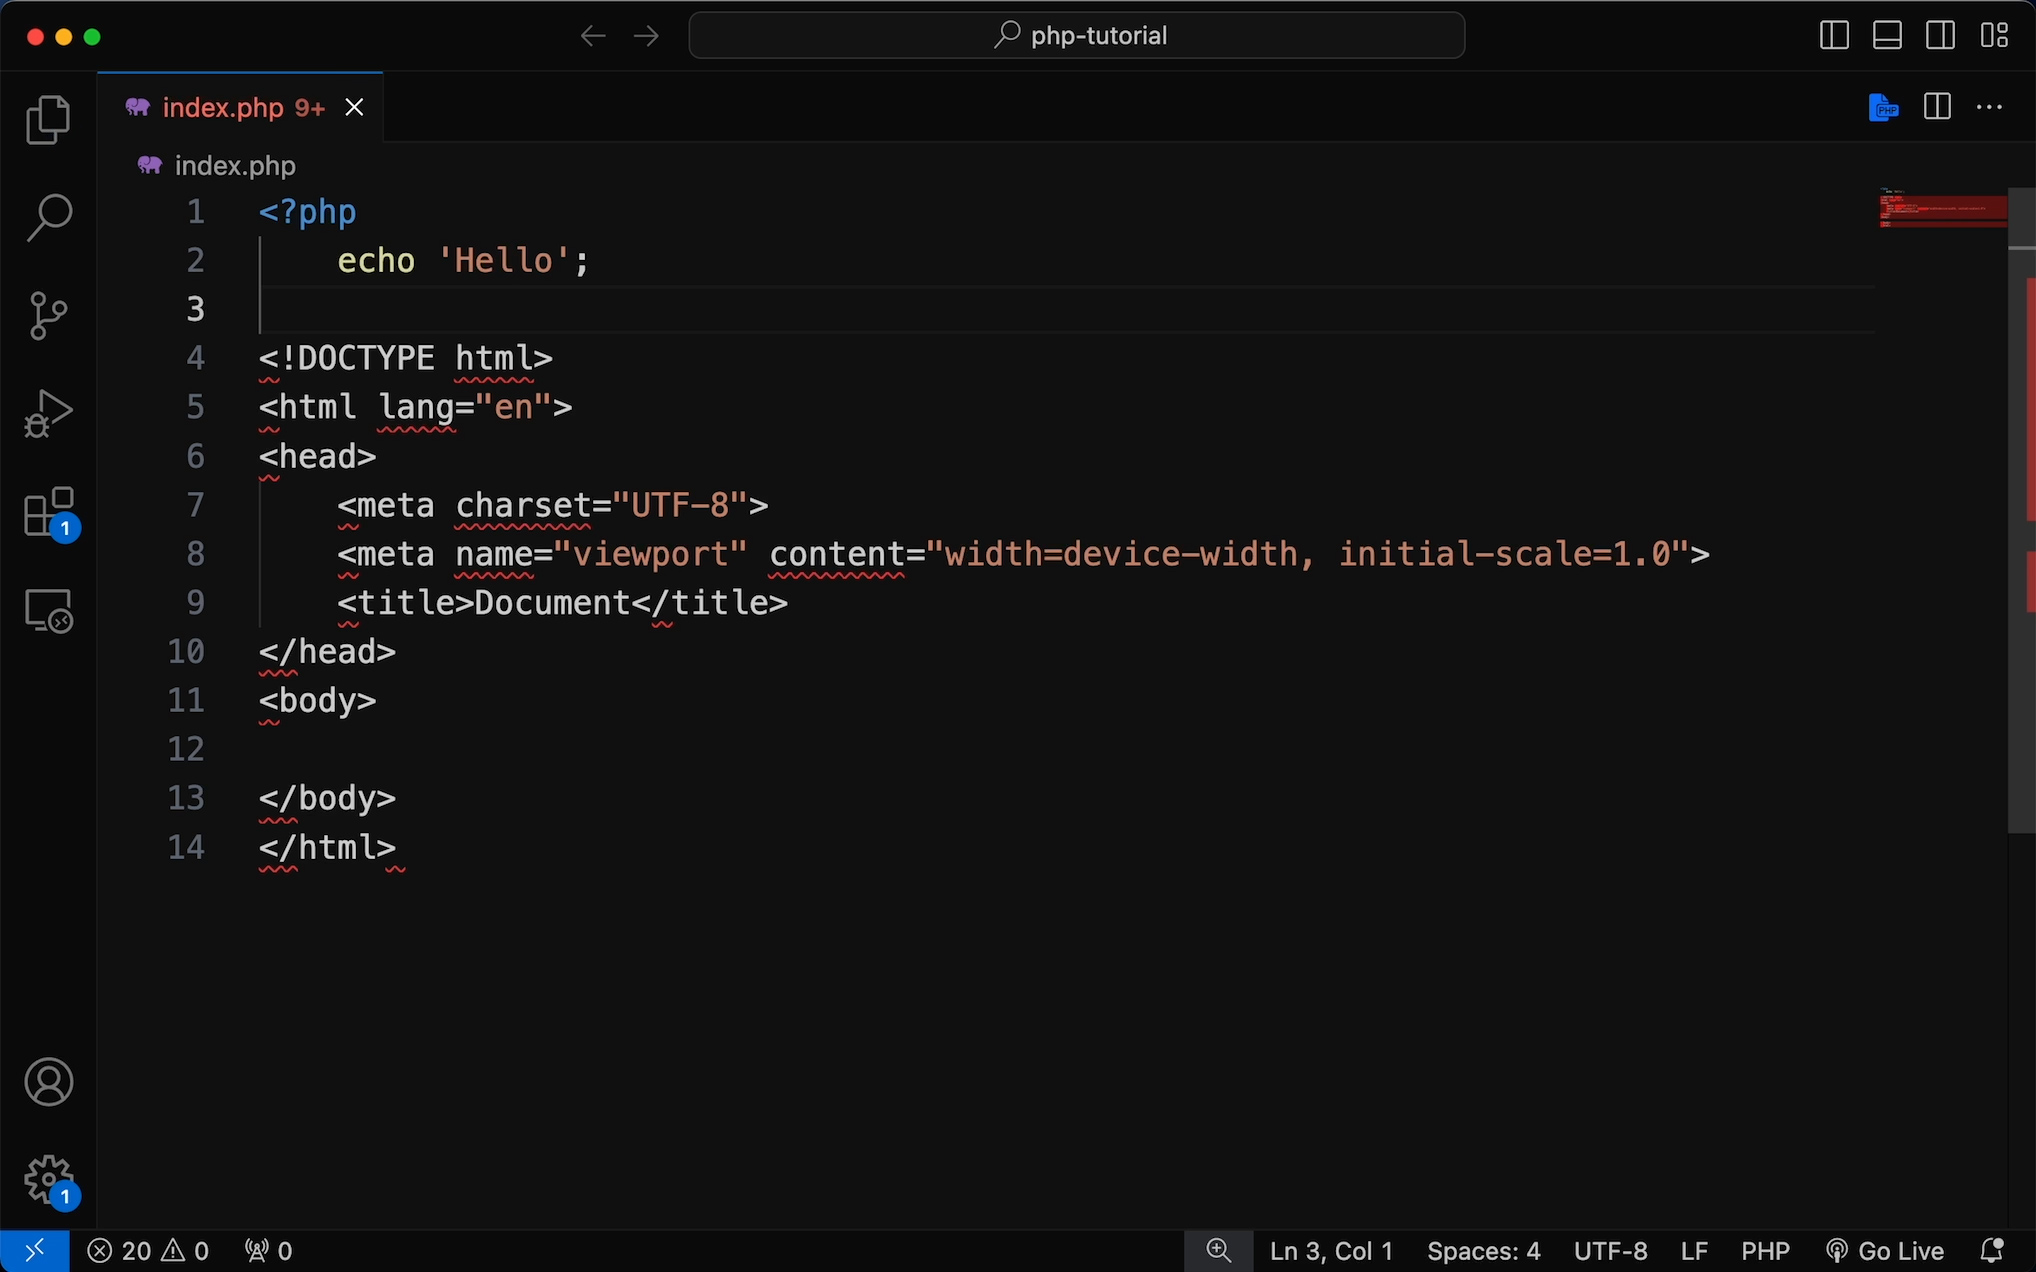 php-tutorial
index.php 9+
PHP
index.php
1 <?php
2     echo 'Hello';
3
4 <!DOCTYPE html>
5 <html lang="en">
6 <head>
7     <meta charset="UTF-8">
8     <meta name="viewport" content="width=device-width, initial-scale=1.0">
9     <title>Document</title>
10 </head>
11 <body>
12
13 </body>
14 </html>
1
1
20 0 0 Ln 3, Col 1 Spaces: 4 UTF-8 LF PHP Go Live